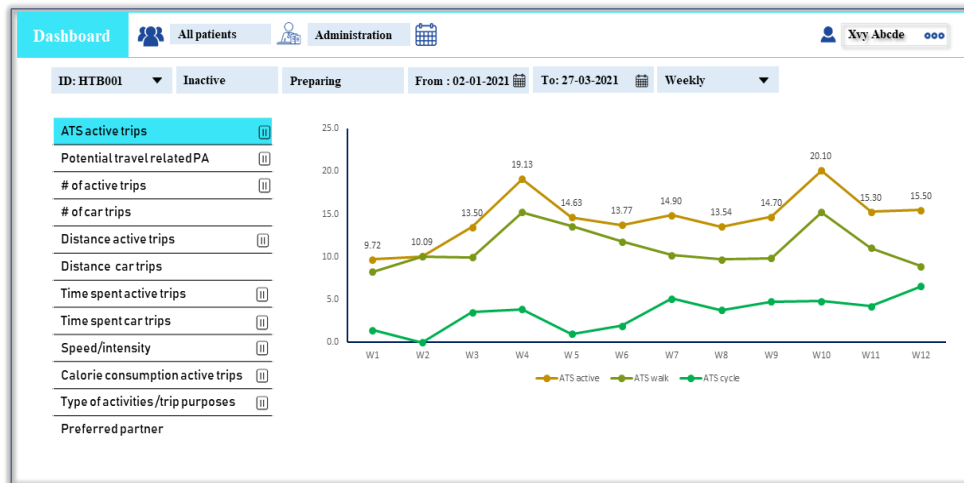 Dashboard All patients Administration Xvy Abcde
ID: HTB001 Inactive Preparing From : 02-01-2021 To: 27-03-2021 Weekly
ATS active trips
Potential travel related PA
# of active trips
# of car trips
Distance active trips
Distance car trips
Time spent active trips
Time spent car trips
Speed/intensity
Calorie consumption active trips
Type of activities/trip purposes
Preferred partner
25.0
20.0
15.0
10.0
5.0
0.0
9.72 10.09 13.50 19.13 14.63 13.77 14.90 13.54 14.70 20.10 15.30 15.50
W1 W2 W3 W4 W5 W6 W7 W8 W9 W10 W11 W12
ATS active ATS walk ATS cycle